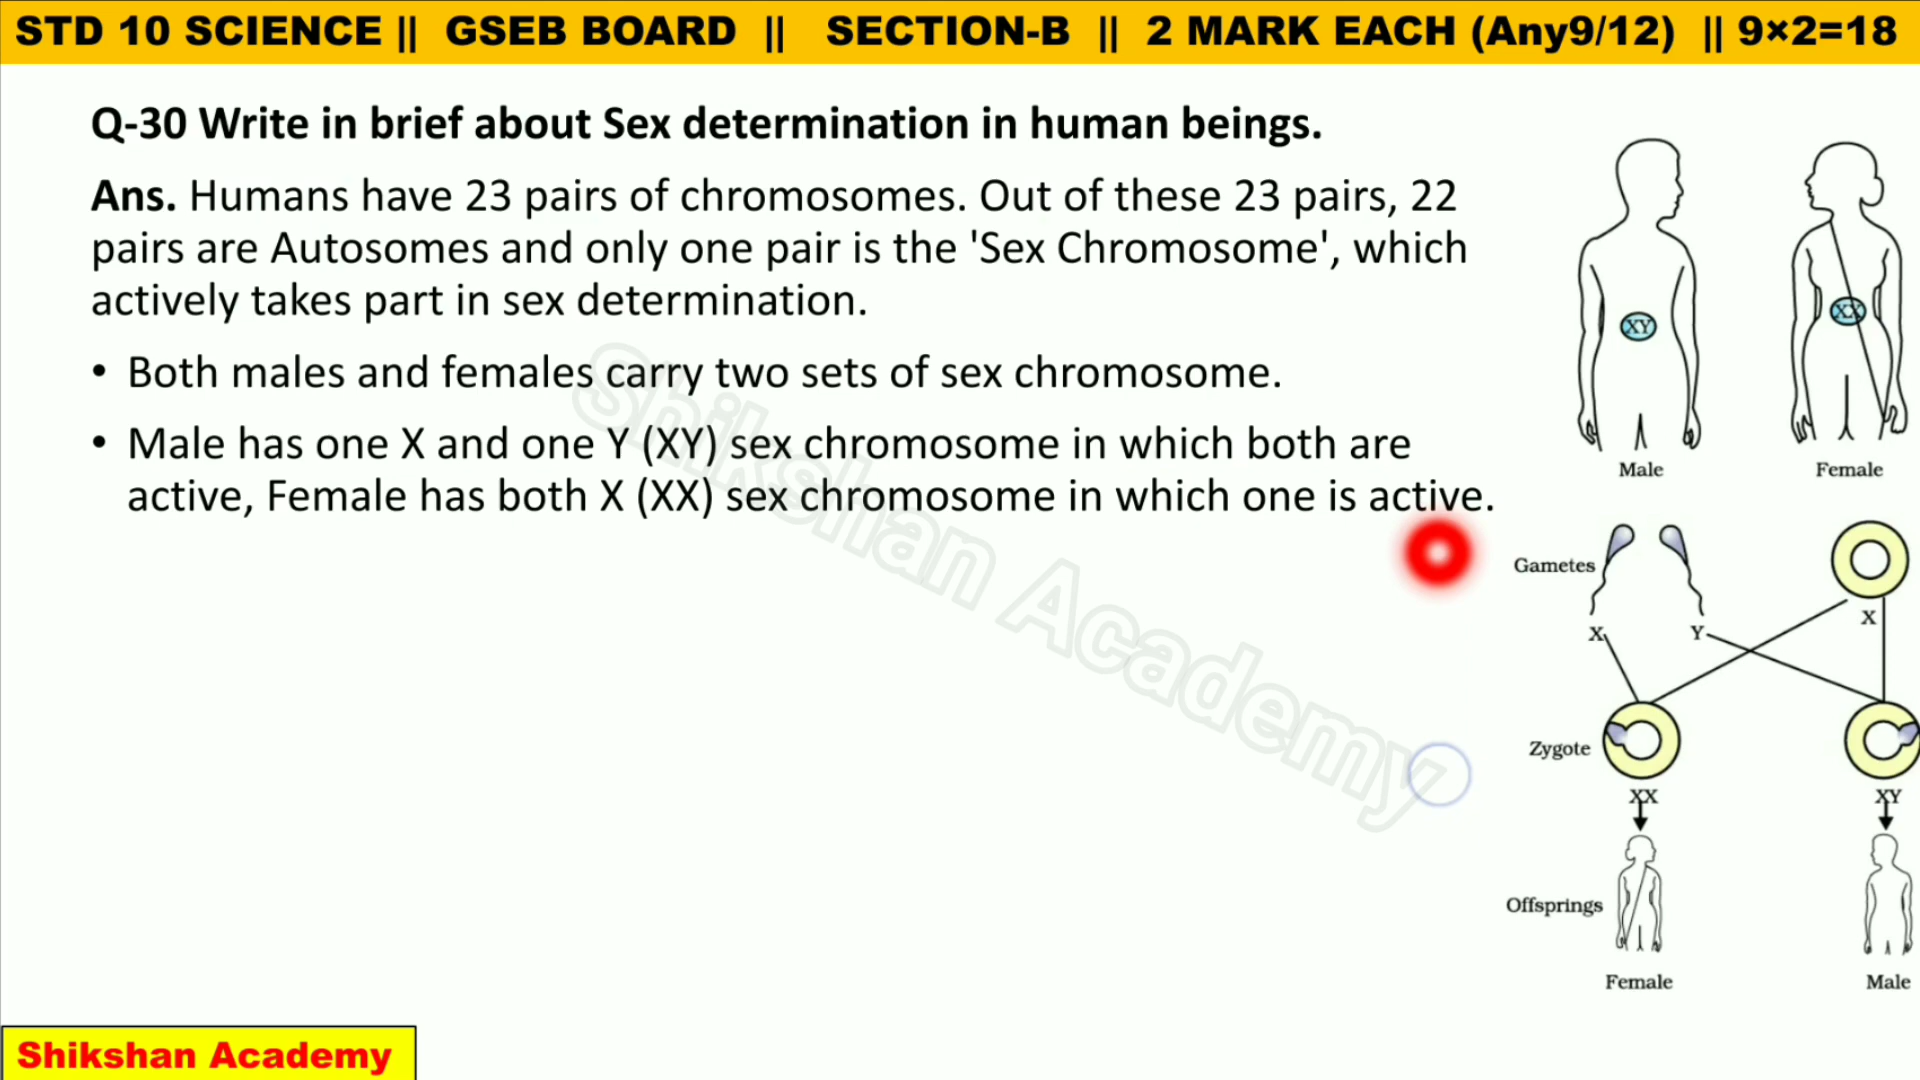 STD 10 SCIENCE || GSEB BOARD || SECTION-B || 2 MARK EACH (Any9/12) || 9×2=18
Q-30 Write in brief about Sex determination in human beings.
Ans. Humans have 23 pairs of chromosomes. Out of these 23 pairs, 22
pairs are Autosomes and only one pair is the 'Sex Chromosome', which
actively takes part in sex determination.
• Both males and females carry two sets of sex chromosome.
• Male has one X and one Y (XY) sex chromosome in which both are
active, Female has both X (XX) sex chromosome in which one is active.
XY
XX
Male
Female
Gametes
X
Y
X
Zygote
XX
XY
Offsprings
Female
Male
Shikshan Academy
Shikshan Academy